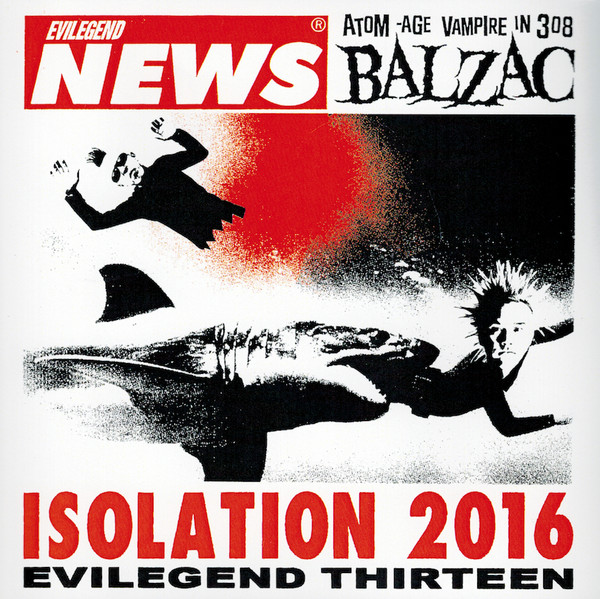 EVILEGEND
NEWS®
ATOM-AGE VAMPIRE IN 308
BALZAC
ISOLATION 2016
EVILEGEND THIRTEEN